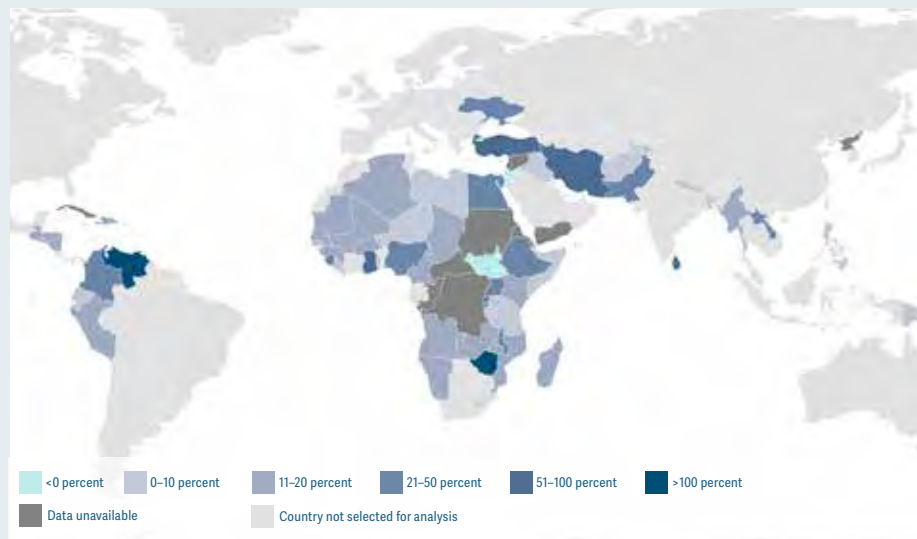 <0 percent 0–10 percent 11–20 percent 21–50 percent 51–100 percent >100 percent
Data unavailable Country not selected for analysis